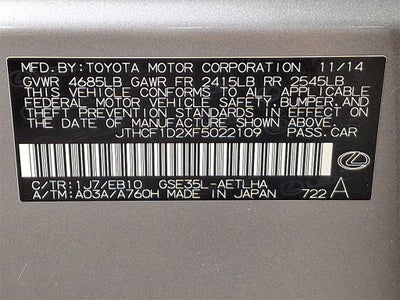 MFD.BY:TOYOTA MOTOR CORPORATION 11/14
GVWR 4685LB GAWR FR 2415LB RR 2545LB
THIS VEHICLE CONFORMS TO ALL APPLICABLE
FEDERAL MOTOR VEHICLE SAFETY,BUMPER,AND
THEFT PREVENTION STANDARDS IN EFFECT ON
THE DATE OF MANUFACTURE SHOWN ABOVE.
JTHCF1D2XF5022109 PASS.CAR
C/TR:1J7/EB10 GSE35L-AETLHA
A/TM:A03A/A760H MADE IN JAPAN 722 A